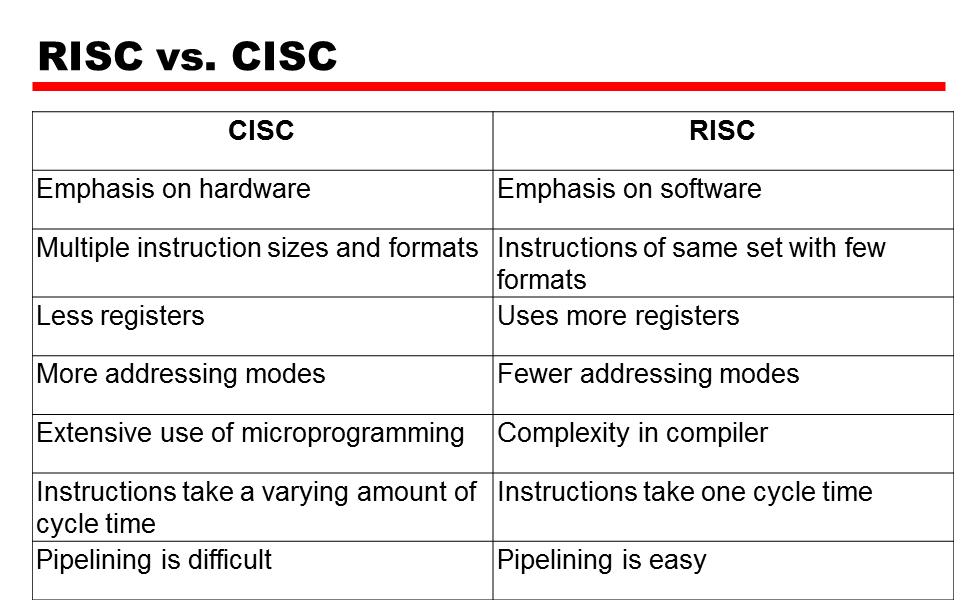 RISC vs. CISC
CISC
RISC
Emphasis on hardware
Emphasis on software
Multiple instruction sizes and formats
Instructions of same set with few
formats
Less registers
Uses more registers
More addressing modes
Fewer addressing modes
Extensive use of microprogramming
Complexity in compiler
Instructions take a varying amount of
cycle time
Instructions take one cycle time
Pipelining is difficult
Pipelining is easy